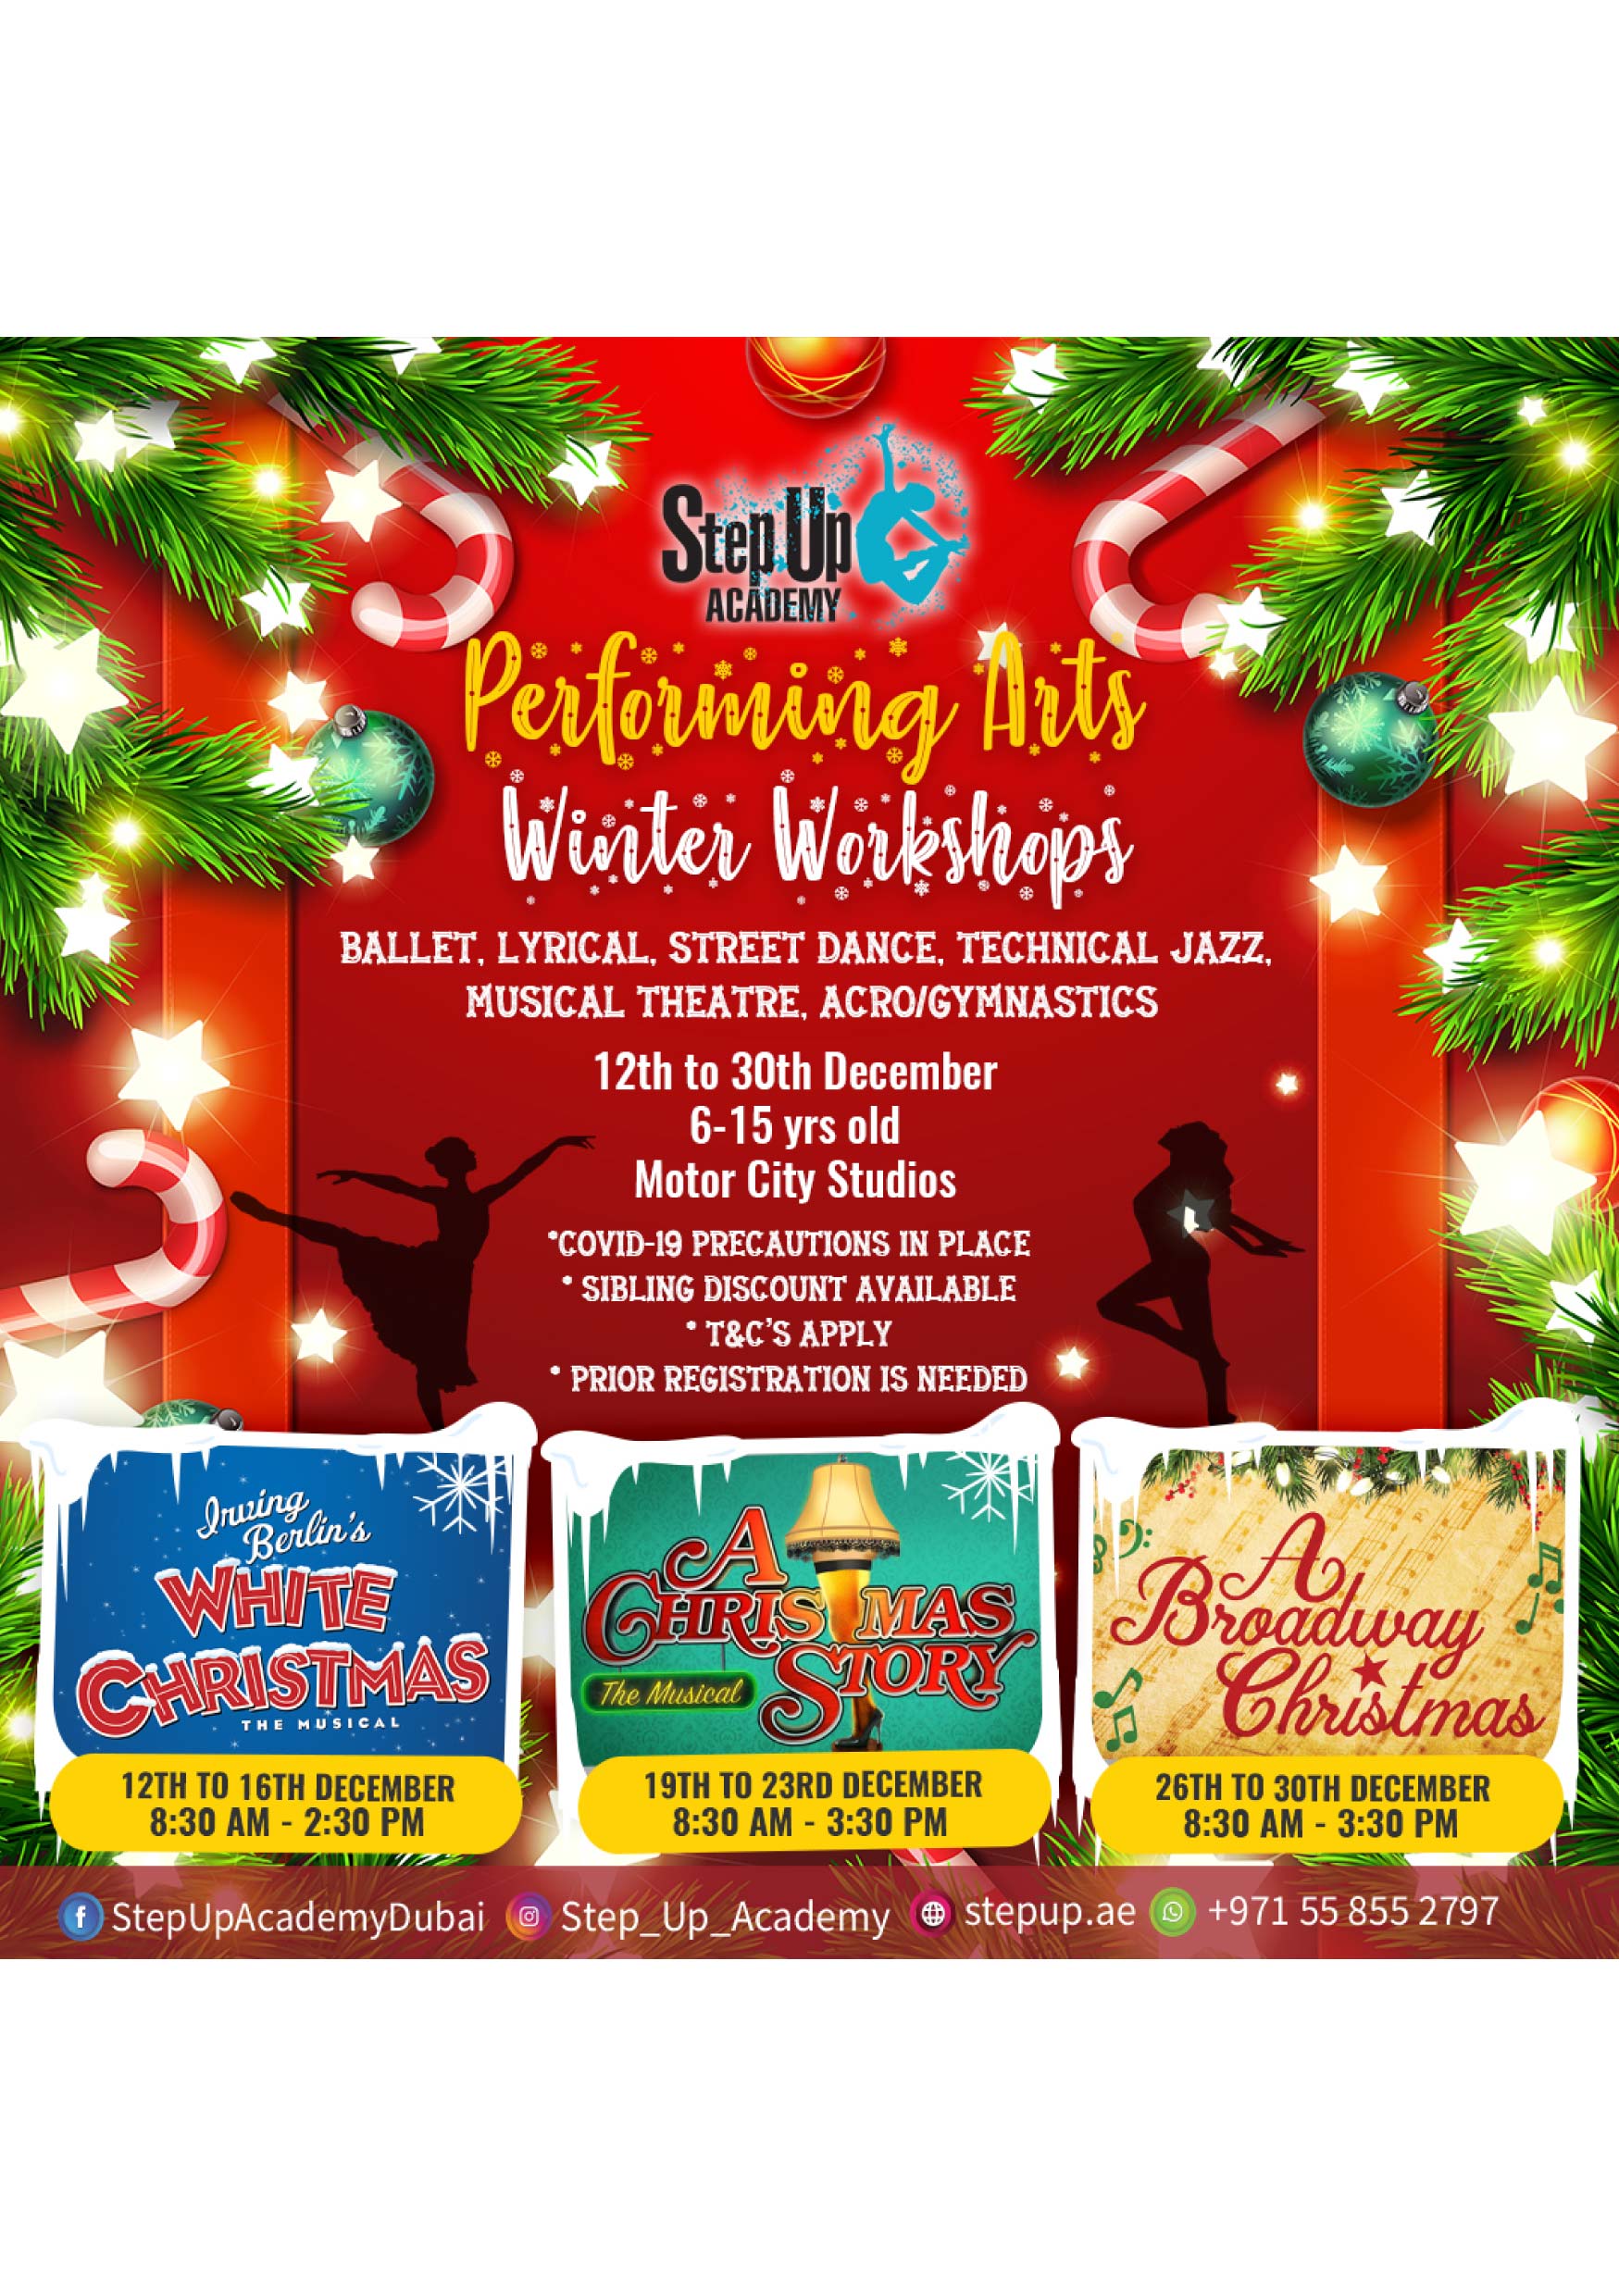 Step Up
ACADEMY
Performing Arts
Winter Workshops
BALLET, LYRICAL, STREET DANCE, TECHNICAL JAZZ,
MUSICAL THEATRE, ACRO/GYMNASTICS
12th to 30th December
6-15 yrs old
Motor City Studios
*COVID-19 PRECAUTIONS IN PLACE
* SIBLING DISCOUNT AVAILABLE
* T&C'S APPLY
* PRIOR REGISTRATION IS NEEDED
Irving
Berlin's
WHITE
CHRISTMAS
THE MUSICAL
12TH TO 16TH DECEMBER
8:30 AM - 2:30 PM
A
CHRISTMAS
STORY
The Musical
19TH TO 23RD DECEMBER
8:30 AM - 3:30 PM
A
Broadway
Christmas
26TH TO 30TH DECEMBER
8:30 AM - 3:30 PM
StepUpAcademyDubai Step_Up_Academy stepup.ae +971 55 855 2797